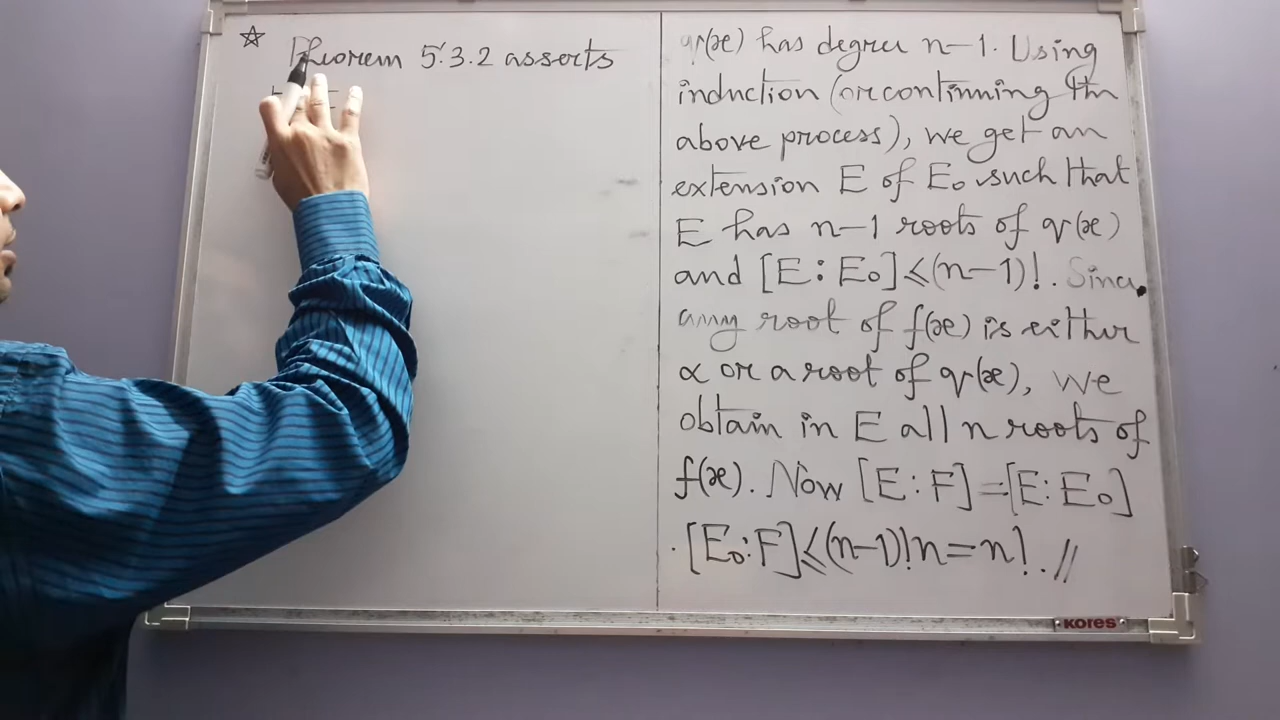 ☆ Theorem 5.3.2 asserts
q(x) has degree n-1. Using
induction (or continuing the
above process), we get an
extension E of E₀ such that
E has n-1 roots of q(x)
and [E:E₀]≤(n-1)!. Since
any root of f(x) is either
α or a root of q(x), we
obtain in E all n roots of
f(x). Now [E:F]=[E:E₀]
·[E₀:F]≤(n-1)!n=n!.//
KORES